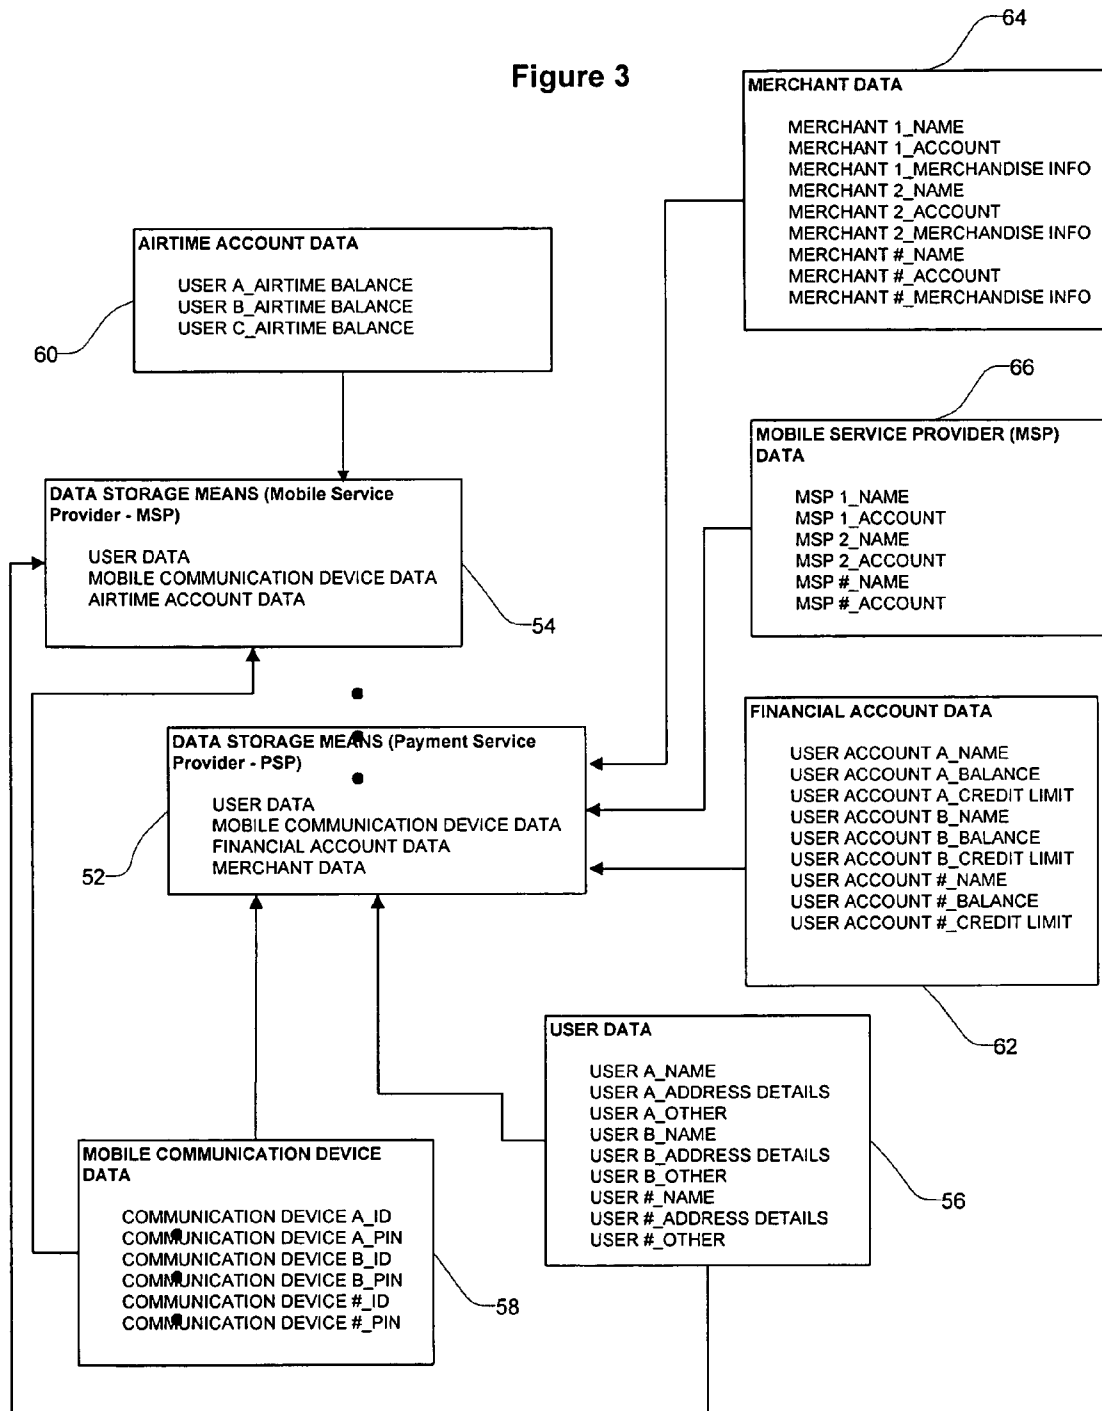 64
Figure 3
MERCHANT DATA
MERCHANT 1_NAME
MERCHANT 1_ACCOUNT
MERCHANT 1_MERCHANDISE INFO
MERCHANT 2_NAME
MERCHANT 2_ACCOUNT
MERCHANT 2_MERCHANDISE INFO
MERCHANT #_NAME
MERCHANT #_ACCOUNT
MERCHANT #_MERCHANDISE INFO
AIRTIME ACCOUNT DATA
USER A_AIRTIME BALANCE
USER B_AIRTIME BALANCE
USER C_AIRTIME BALANCE
60
66
MOBILE SERVICE PROVIDER (MSP)
DATA
MSP 1_NAME
MSP 1_ACCOUNT
MSP 2_NAME
MSP 2_ACCOUNT
MSP #_NAME
MSP #_ACCOUNT
DATA STORAGE MEANS (Mobile Service
Provider - MSP)
USER DATA
MOBILE COMMUNICATION DEVICE DATA
AIRTIME ACCOUNT DATA
54
DATA STORAGE MEANS (Payment Service
Provider - PSP)
USER DATA
MOBILE COMMUNICATION DEVICE DATA
FINANCIAL ACCOUNT DATA
MERCHANT DATA
52
FINANCIAL ACCOUNT DATA
USER ACCOUNT A_NAME
USER ACCOUNT A_BALANCE
USER ACCOUNT A_CREDIT LIMIT
USER ACCOUNT B_NAME
USER ACCOUNT B_BALANCE
USER ACCOUNT B_CREDIT LIMIT
USER ACCOUNT #_NAME
USER ACCOUNT #_BALANCE
USER ACCOUNT #_CREDIT LIMIT
62
USER DATA
USER A_NAME
USER A_ADDRESS DETAILS
USER A_OTHER
USER B_NAME
USER B_ADDRESS DETAILS
USER B_OTHER
USER #_NAME
USER #_ADDRESS DETAILS
USER #_OTHER
56
MOBILE COMMUNICATION DEVICE
DATA
COMMUNICATION DEVICE A_ID
COMMUNICATION DEVICE A_PIN
COMMUNICATION DEVICE B_ID
COMMUNICATION DEVICE B_PIN
COMMUNICATION DEVICE #_ID
COMMUNICATION DEVICE #_PIN
58